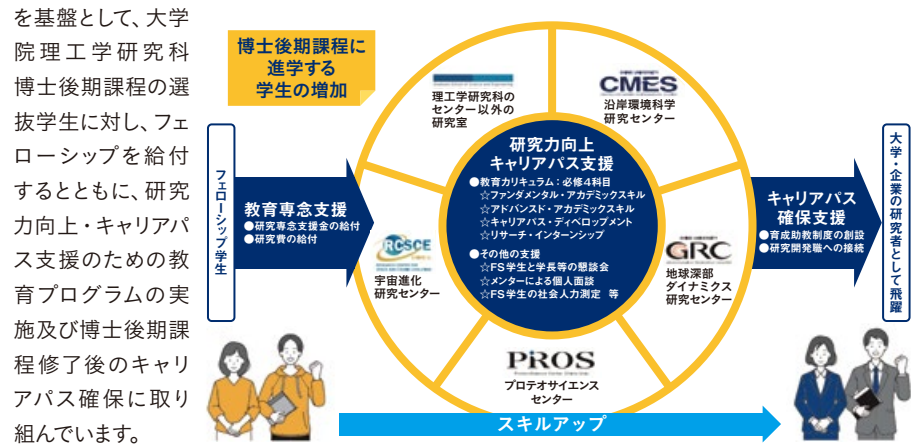 を基盤として、大学
院理工学研究科
博士後期課程の選
抜学生に対し、フェ
ローシップを給付
するとともに、研究
力向上・キャリアパ
ス支援のための教
育プログラムの実
施及び博士後期課
程修了後のキャリ
アパス確保に取り
組んでいます。
博士後期課程に
進学する
学生の増加
フェローシップ学生
教育専念支援
●研究専念支援金の給付
●研究費の給付
理工学研究科の
センター以外の
研究室
CMES
沿岸環境科学
研究センター
研究力向上
キャリアパス支援
●教育カリキュラム：必修4科目
☆ファンダメンタル・アカデミックスキル
☆アドバンスド・アカデミックスキル
☆キャリアパス・ディベロップメント
☆リサーチ・インターンシップ
●その他の支援
☆FS学生と学長等の懇談会
☆メンターによる個人面談
☆FS学生の社会人力測定 等
RCSCE
宇宙進化
研究センター
GRC
地球深部
ダイナミクス
研究センター
PROS
プロテオサイエンス
センター
キャリアパス
確保支援
●育成助教制度の創設
●研究開発職への接続
大学・企業の研究者として飛躍
スキルアップ